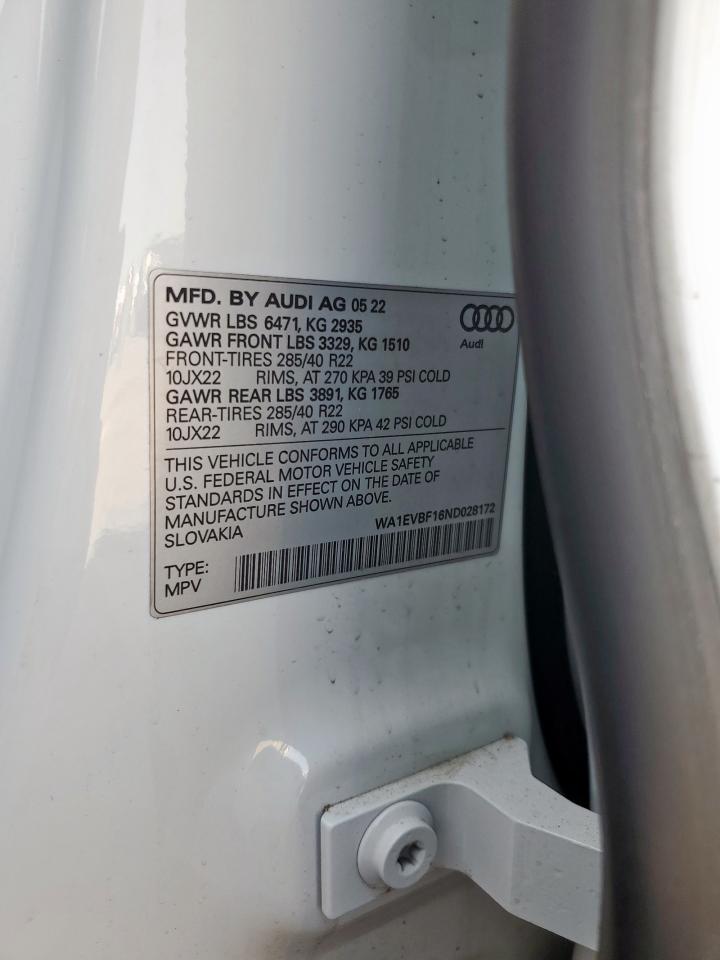 MFD. BY AUDI AG 05 22
GVWR LBS 6471, KG 2935
GAWR FRONT LBS 3329, KG 1510
FRONT-TIRES 285/40 R22
10JX22 RIMS, AT 270 KPA 39 PSI COLD
GAWR REAR LBS 3891, KG 1765
REAR-TIRES 285/40 R22
10JX22 RIMS, AT 290 KPA 42 PSI COLD
Audi
THIS VEHICLE CONFORMS TO ALL APPLICABLE
U.S. FEDERAL MOTOR VEHICLE SAFETY
STANDARDS IN EFFECT ON THE DATE OF
MANUFACTURE SHOWN ABOVE.
SLOVAKIA
WA1EVBF16ND028172
TYPE:
MPV